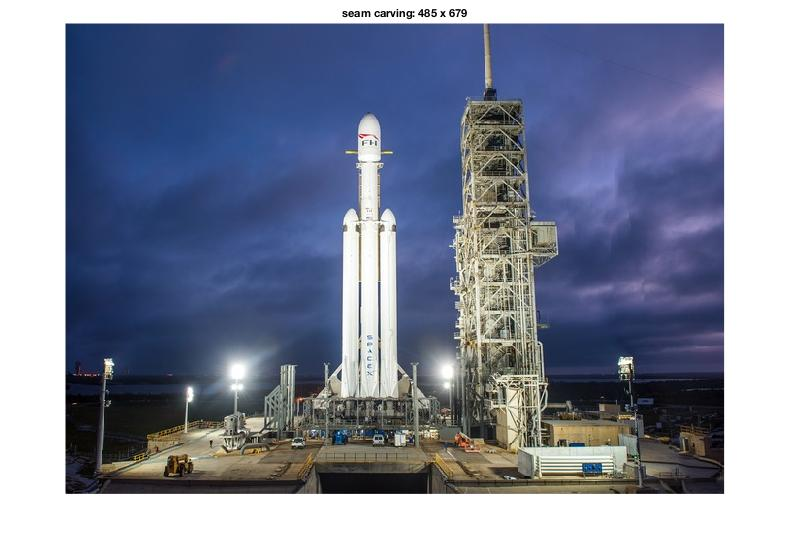 seam carving: 485 x 679
FH
SPACEX